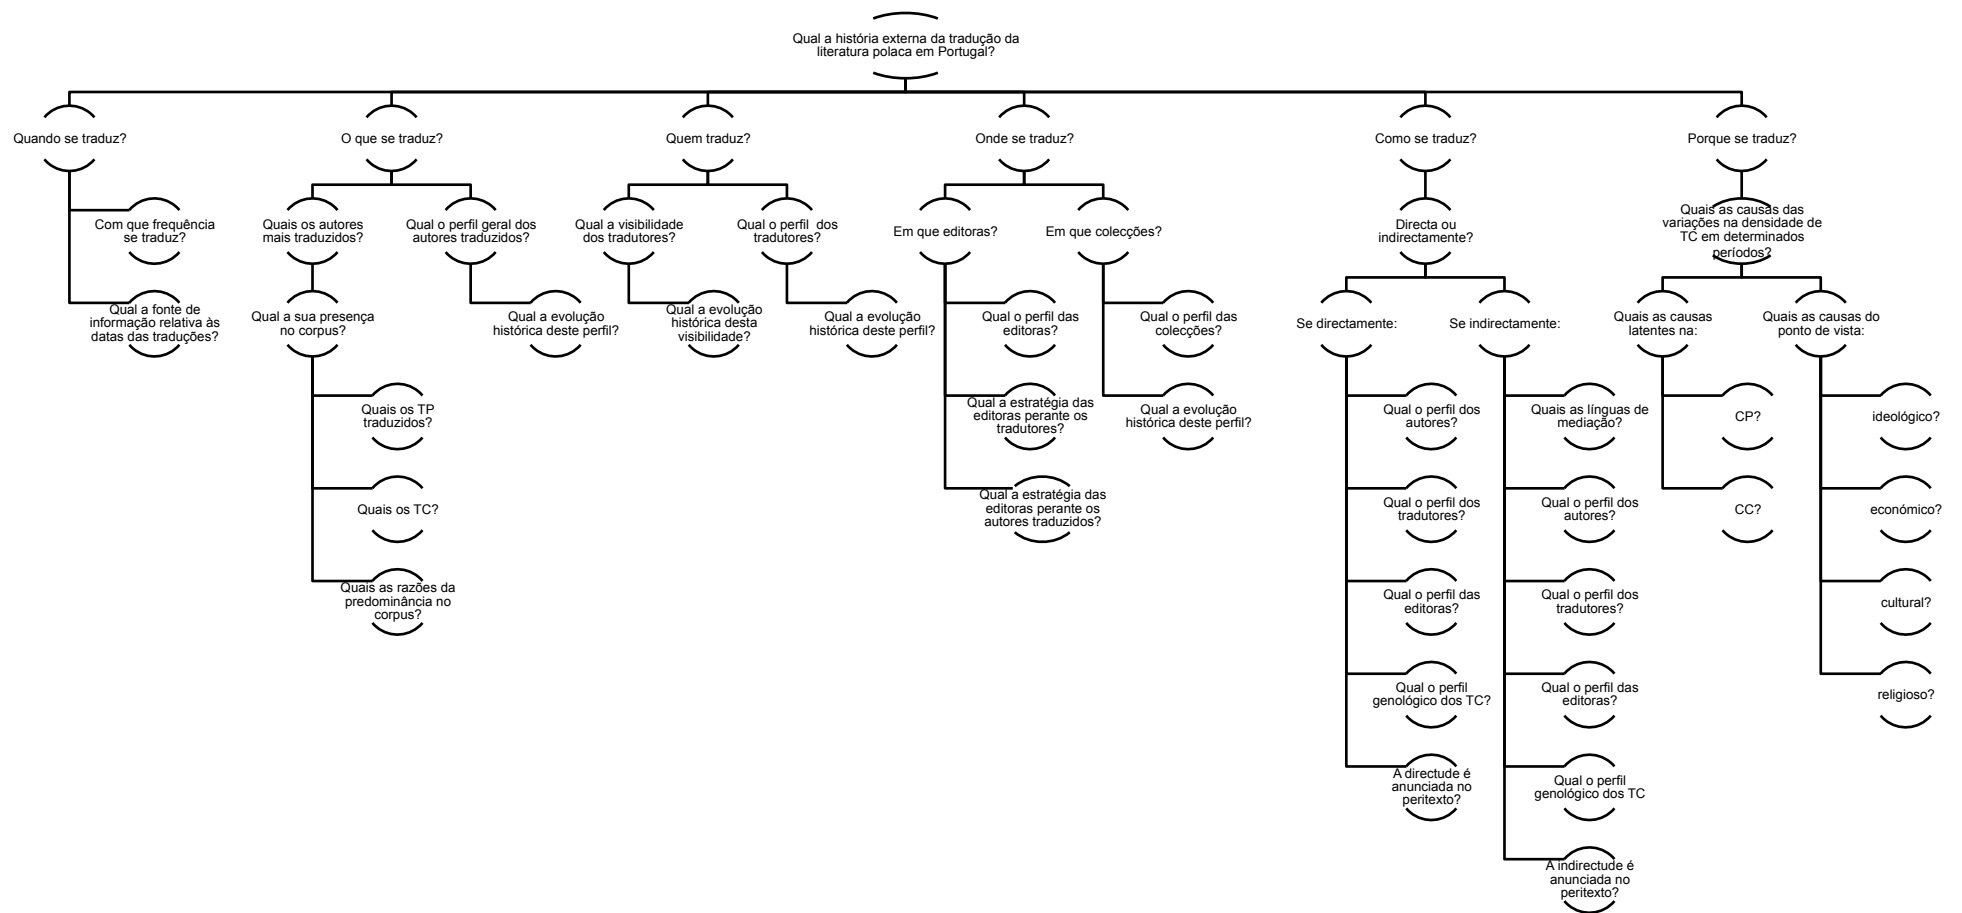 Qual a história externa da tradução da
literatura polaca em Portugal?
Quando se traduz?
O que se traduz?
Quem traduz?
Onde se traduz?
Como se traduz?
Porque se traduz?
Com que frequência
se traduz?
Qual a fonte de
informação relativa às
datas das traduções?
Quais os autores
mais traduzidos?
Qual a sua presença
no corpus?
Quais os TP
traduzidos?
Quais os TC?
Quais as razões da
predominância no
corpus?
Qual o perfil geral dos
autores traduzidos?
Qual a evolução
histórica deste perfil?
Qual a visibilidade
dos tradutores?
Qual a evolução
histórica desta
visibilidade?
Qual o perfil dos
tradutores?
Qual a evolução
histórica deste perfil?
Em que editoras?
Qual o perfil das
editoras?
Qual a estratégia das
editoras perante os
tradutores?
Qual a estratégia das
editoras perante os
autores traduzidos?
Em que colecções?
Qual o perfil das
colecções?
Qual a evolução
histórica deste perfil?
Directa ou
indirectamente?
Se directamente:
Qual o perfil dos
autores?
Qual o perfil dos
tradutores?
Qual o perfil das
editoras?
Qual o perfil
genológico dos TC?
A directude é
anunciada no
peritexto?
Se indirectamente:
Quais as línguas de
mediação?
Qual o perfil dos
autores?
Qual o perfil dos
tradutores?
Qual o perfil das
editoras?
Qual o perfil
genológico dos TC
A indirectude é
anunciada no
peritexto?
Quais as causas das
variações na densidade de
TC em determinados
períodos?
Quais as causas
latentes na:
CP?
CC?
Quais as causas do
ponto de vista:
ideológico?
económico?
cultural?
religioso?